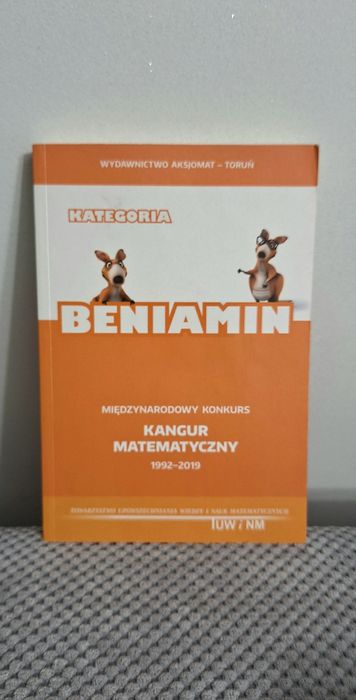 WYDAWNICTWO AKSJOMAT – TORUŃ
KATEGORIA
BENIAMIN
MIĘDZYNARODOWY KONKURS
KANGUR
MATEMATYCZNY
1992–2019
TOWARZYSTWO UPOWSZECHNIANIA WIEDZY I NAUK MATEMATYCZNYCH
TUW i NM